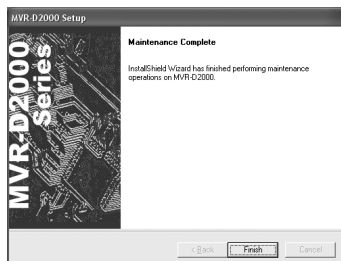 MVR-D2000 Setup
MVR-D2000
Series
Maintenance Complete
InstallShield Wizard has finished performing maintenance
operations on MVR-D2000.
< Back
Finish
Cancel